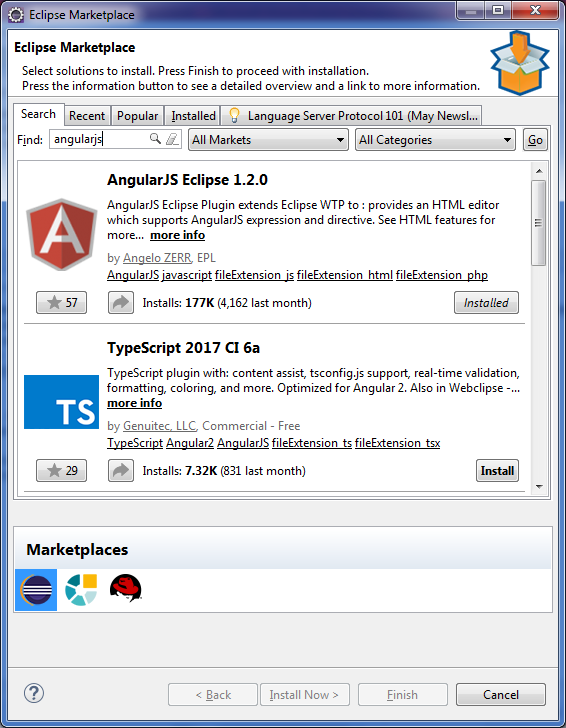 Eclipse Marketplace
Eclipse Marketplace
Select solutions to install. Press Finish to proceed with installation.
Press the information button to see a detailed overview and a link to more information.
Search Recent Popular Installed Language Server Protocol 101 (May Newsl...
Find: angularjs All Markets All Categories Go
AngularJS Eclipse 1.2.0
AngularJS Eclipse Plugin extends Eclipse WTP to : provides an HTML editor
which supports AngularJS expression and directive. See HTML features for
more... more info
by Angelo ZERR, EPL
AngularJS javascript fileExtension_js fileExtension_html fileExtension_php
57 Installs: 177K (4,162 last month) Installed
TypeScript 2017 CI 6a
TypeScript plugin with: content assist, tsconfig.js support, real-time validation,
formatting, coloring, and more. Optimized for Angular 2. Also in Webclipse -...
more info
TS
by Genuitec, LLC, Commercial - Free
TypeScript Angular2 AngularJS fileExtension_ts fileExtension_tsx
29 Installs: 7.32K (831 last month) Install
Marketplaces
? < Back Install Now > Finish Cancel